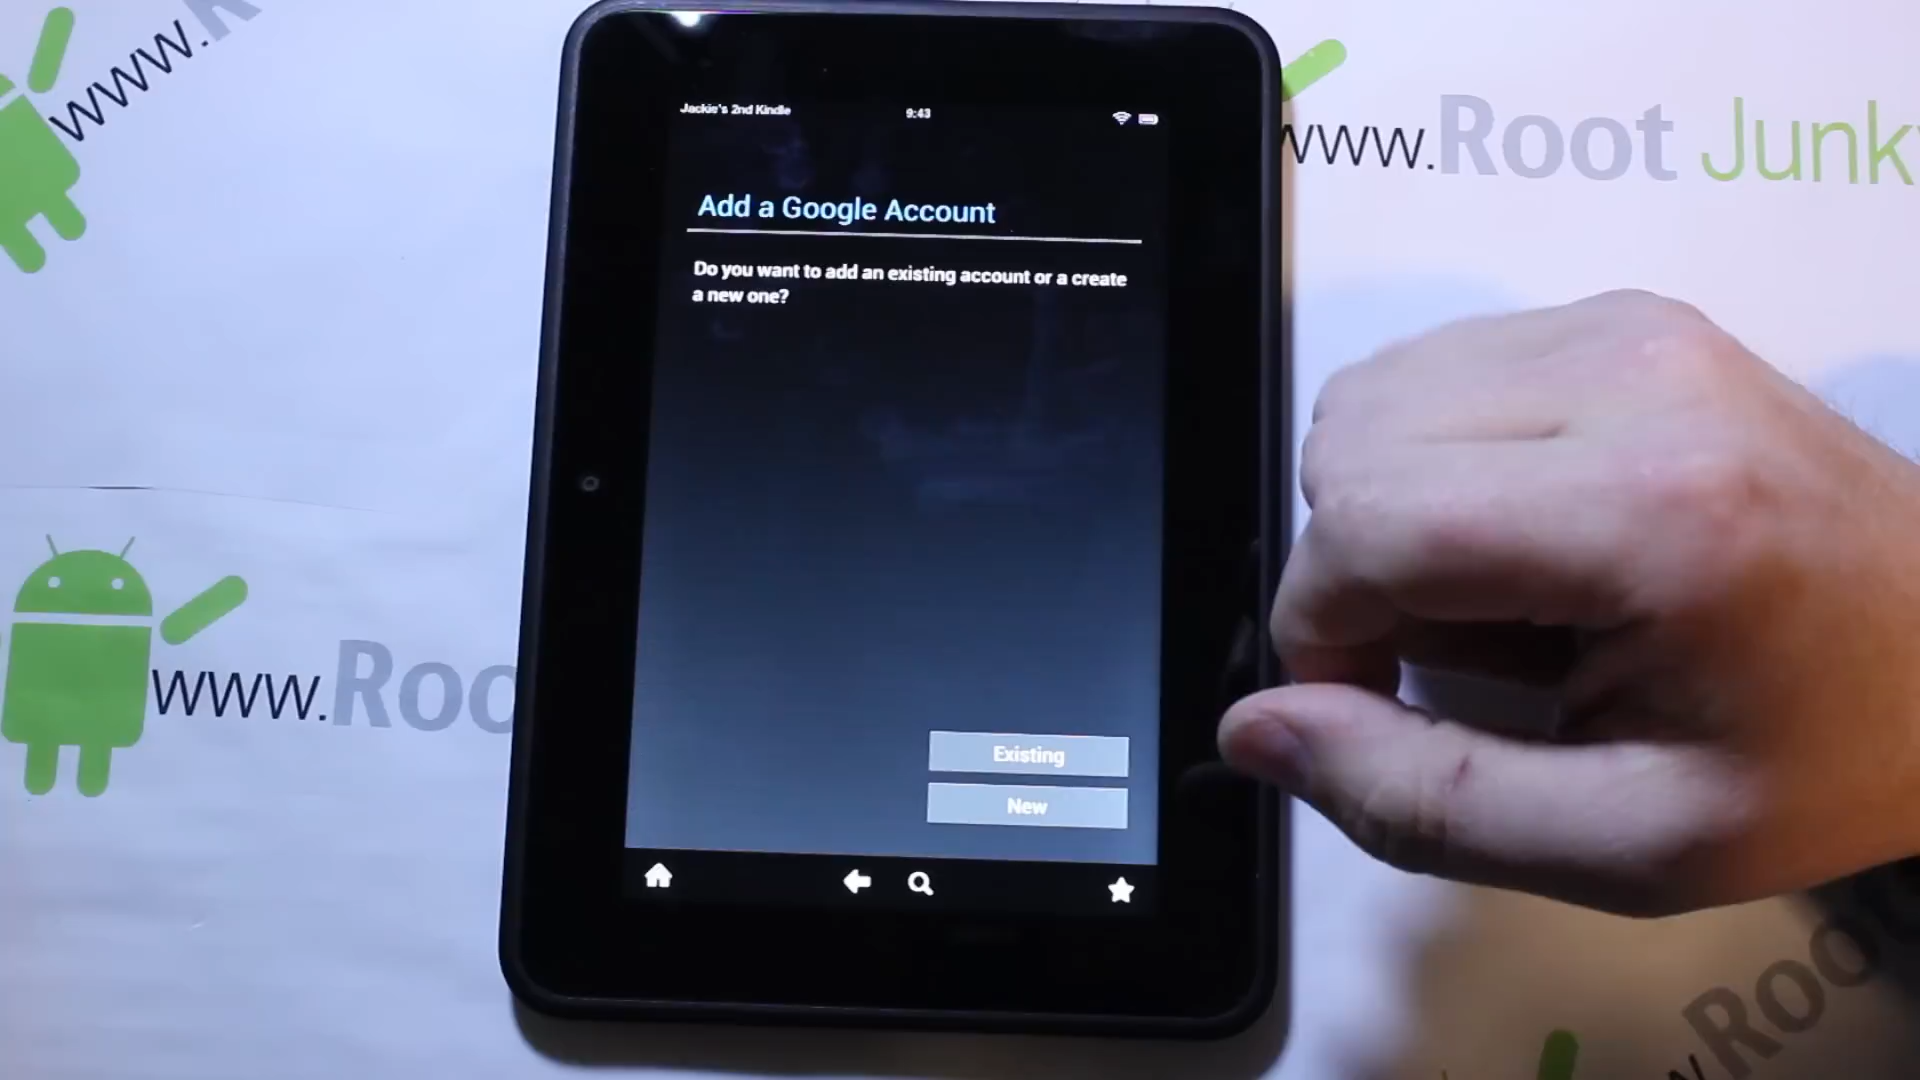 www.R
Jackie's 2nd Kindle 9:43
www.Root Junk
Add a Google Account
Do you want to add an existing account or a create
a new one?
www.Roo
Existing
New
Roo